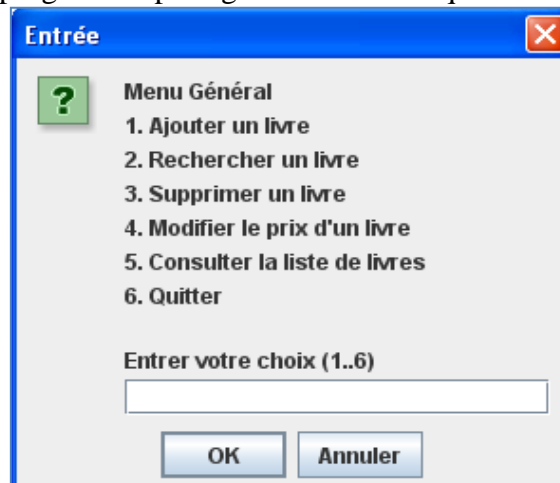 Entrée
?
Menu Général
1. Ajouter un livre
2. Rechercher un livre
3. Supprimer un livre
4. Modifier le prix d'un livre
5. Consulter la liste de livres
6. Quitter
Entrer votre choix (1..6)
OK Annuler